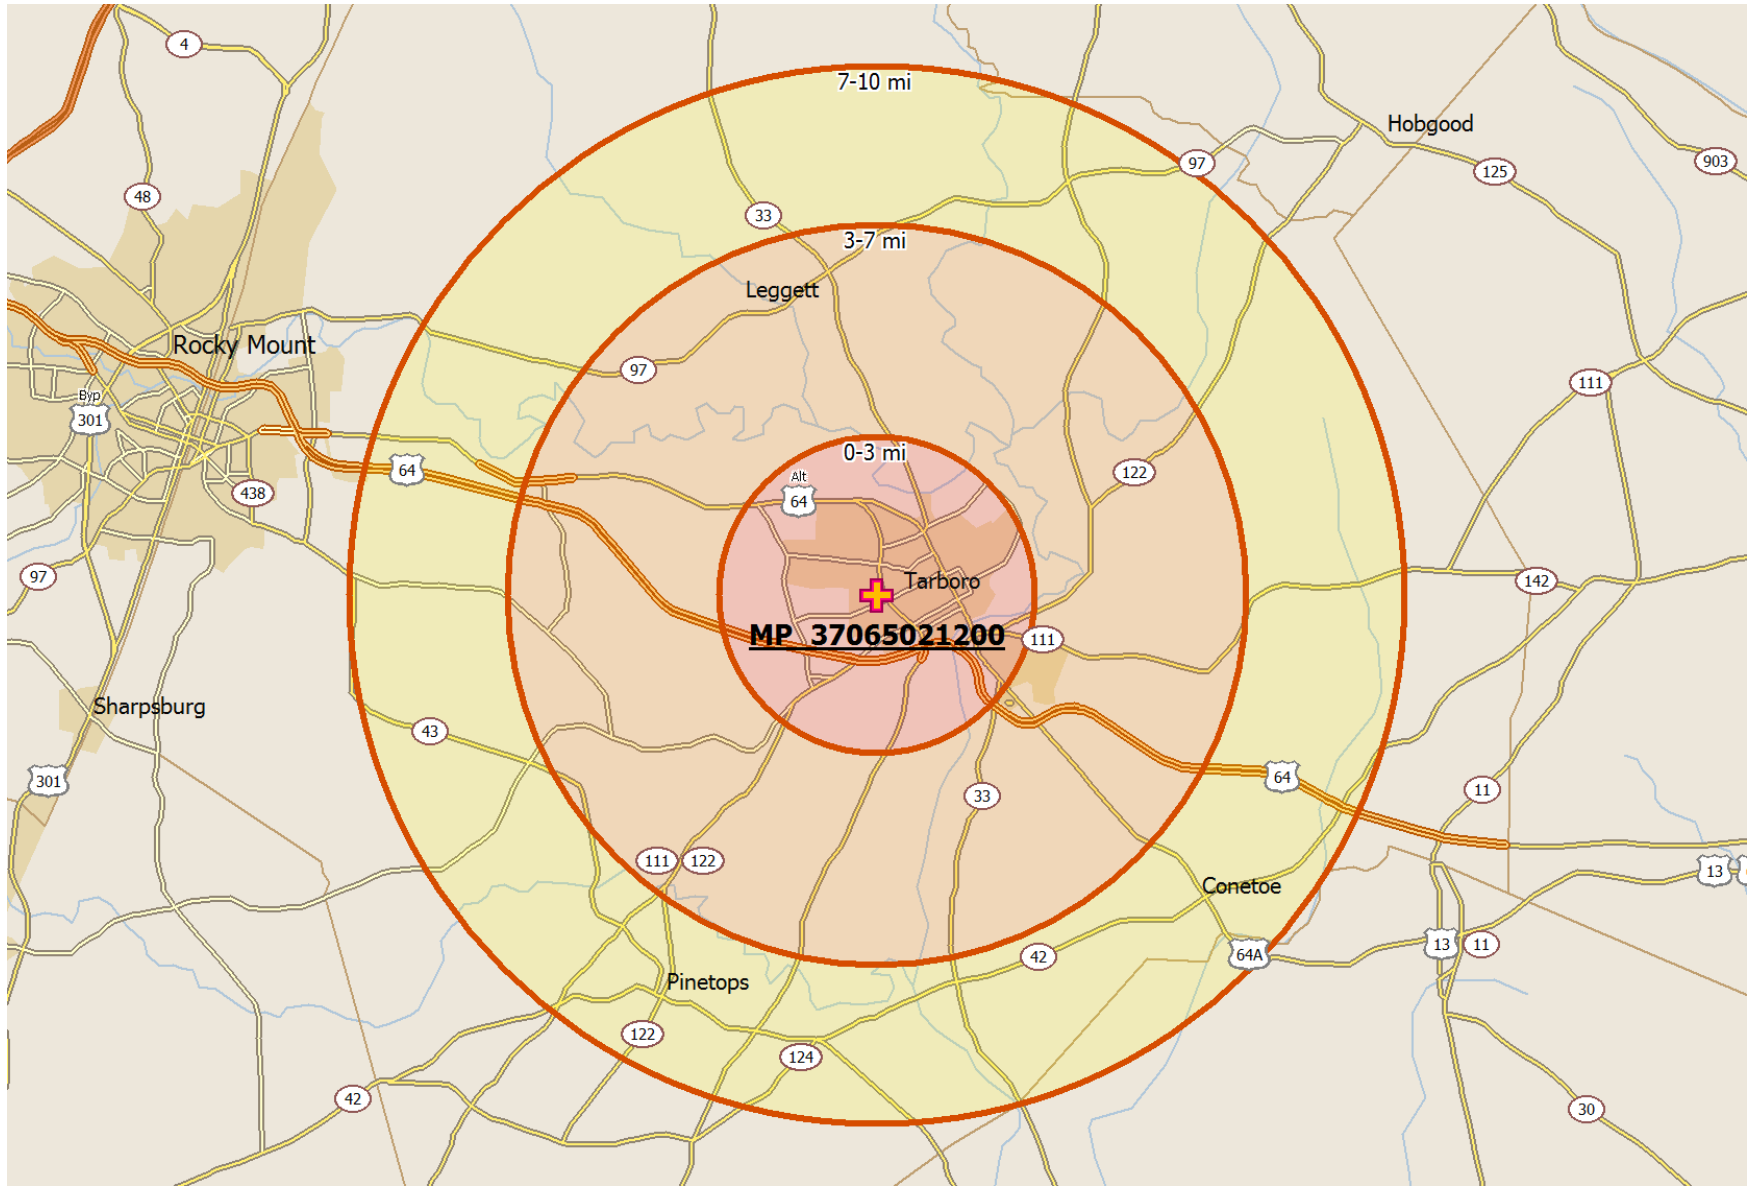 4
7-10 mi
Hobgood
97
903
125
48
33
3-7 mi
Leggett
Rocky Mount
97
111
Byp
301
0-3 mi
64
122
Alt
64
438
97
Tarboro
142
MP_37065021200
111
Sharpsburg
43
301
64
11
33
111
122
13
Conetoe
13
11
42
64A
Pinetops
122
124
42
30